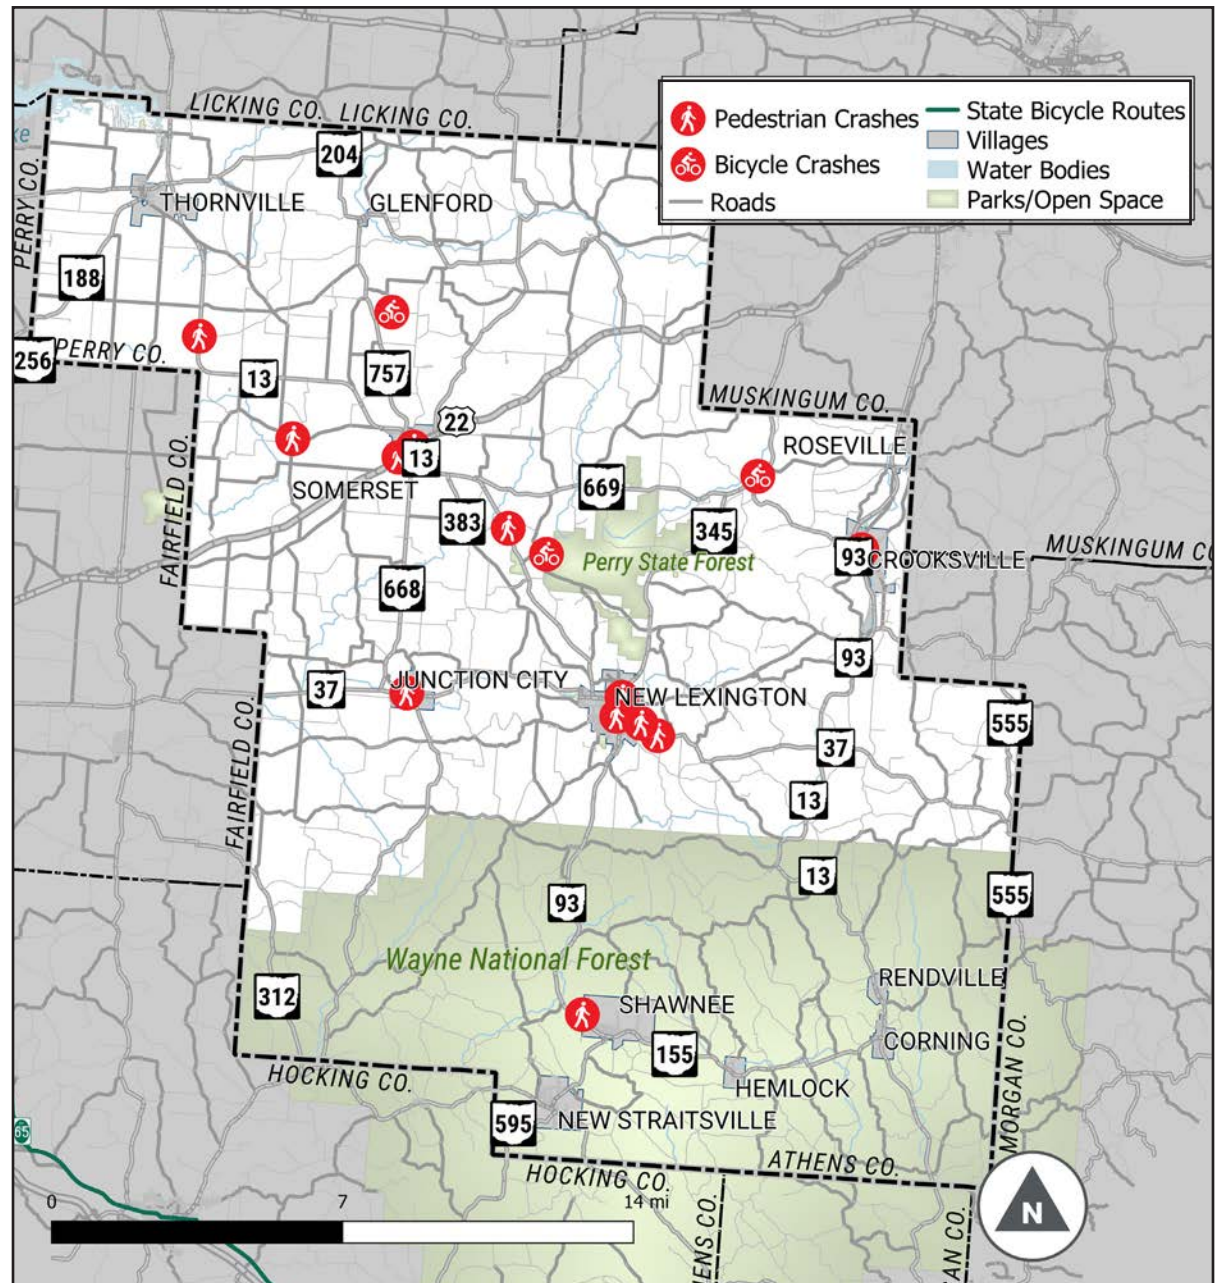 LICKING CO. LICKING CO.
Pedestrian Crashes
Bicycle Crashes
Roads
State Bicycle Routes
Villages
Water Bodies
Parks/Open Space
204
PERRY CO.
THORNVILLE
GLENFORD
188
256
PERRY CO.
13
757
22
MUSKINGUM CO.
ROSEVILLE
13
SOMERSET
669
383
345
FAIRFIELD CO.
Perry State Forest
93
CROOKSVILLE
MUSKINGUM CO
668
93
37
JUNCTION CITY
NEW LEXINGTON
555
FAIRFIELD CO.
37
13
13
93
555
Wayne National Forest
312
SHAWNEE
RENDVILLE
155
CORNING
HOCKING CO.
HEMLOCK
MORGAN CO.
595
NEW STRAITSVILLE
65
HOCKING CO.
ATHENS CO.
0 7 14 mi
N
HENS CO.
AN CO.